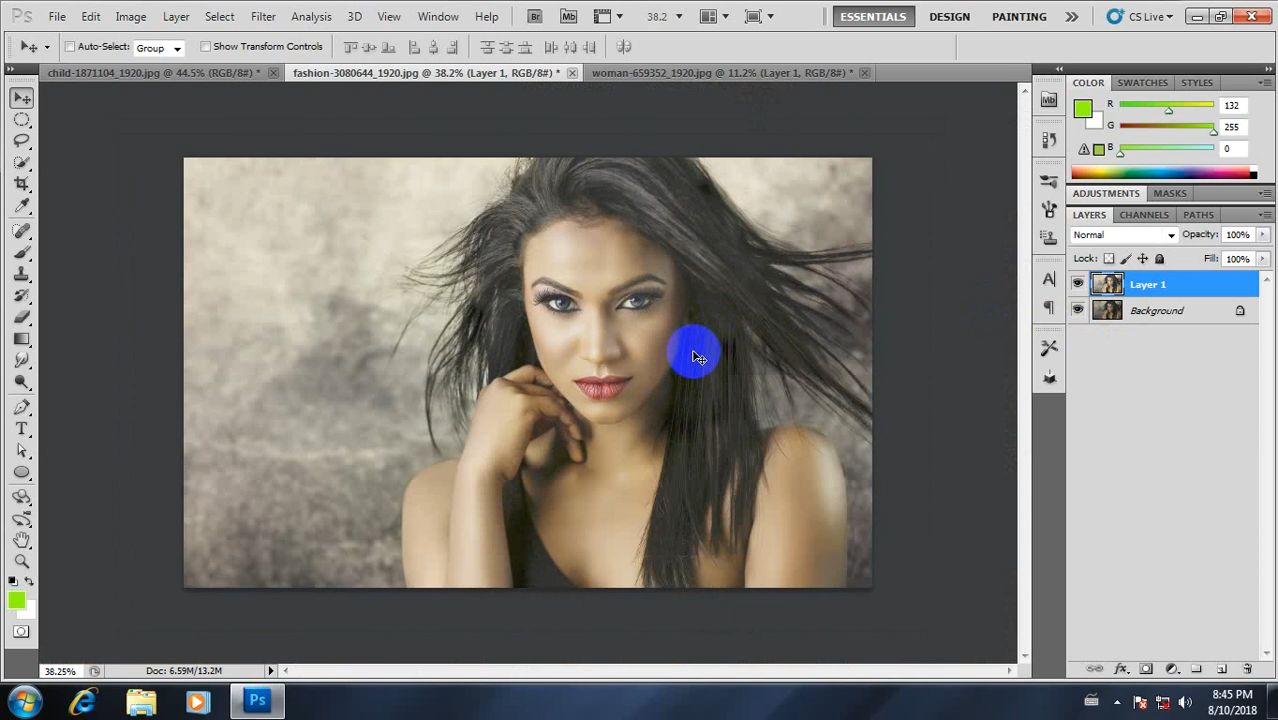 Ps File Edit Image Layer Select Filter Analysis 3D View Window Help Br Mb 38.2 ESSENTIALS DESIGN PAINTING CS Live
Auto-Select: Group Show Transform Controls
child-1871104_1920.jpg @ 44.5% (RGB/8#) * fashion-3080644_1920.jpg @ 38.2% (Layer 1, RGB/8#) * woman-659352_1920.jpg @ 11.2% (Layer 1, RGB/8#) *
COLOR SWATCHES STYLES
Mb
R 132
G 255
B 0
ADJUSTMENTS MASKS
LAYERS CHANNELS PATHS
Normal Opacity: 100%
Lock: Fill: 100%
Layer 1
Background
38.25% Doc: 6.59M/13.2M
Ps
8:45 PM
8/10/2018